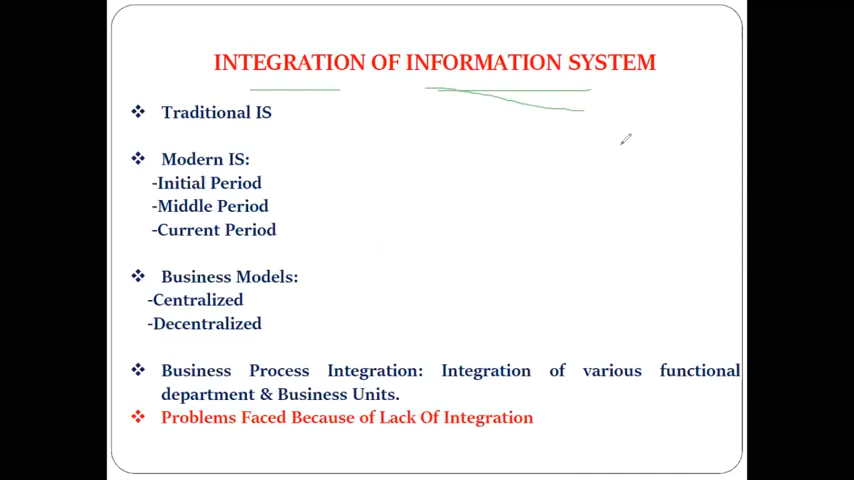 INTEGRATION OF INFORMATION SYSTEM
❖ Traditional IS
❖ Modern IS:
-Initial Period
-Middle Period
-Current Period
❖ Business Models:
-Centralized
-Decentralized
❖ Business Process Integration: Integration of various functional
department & Business Units.
❖ Problems Faced Because of Lack Of Integration